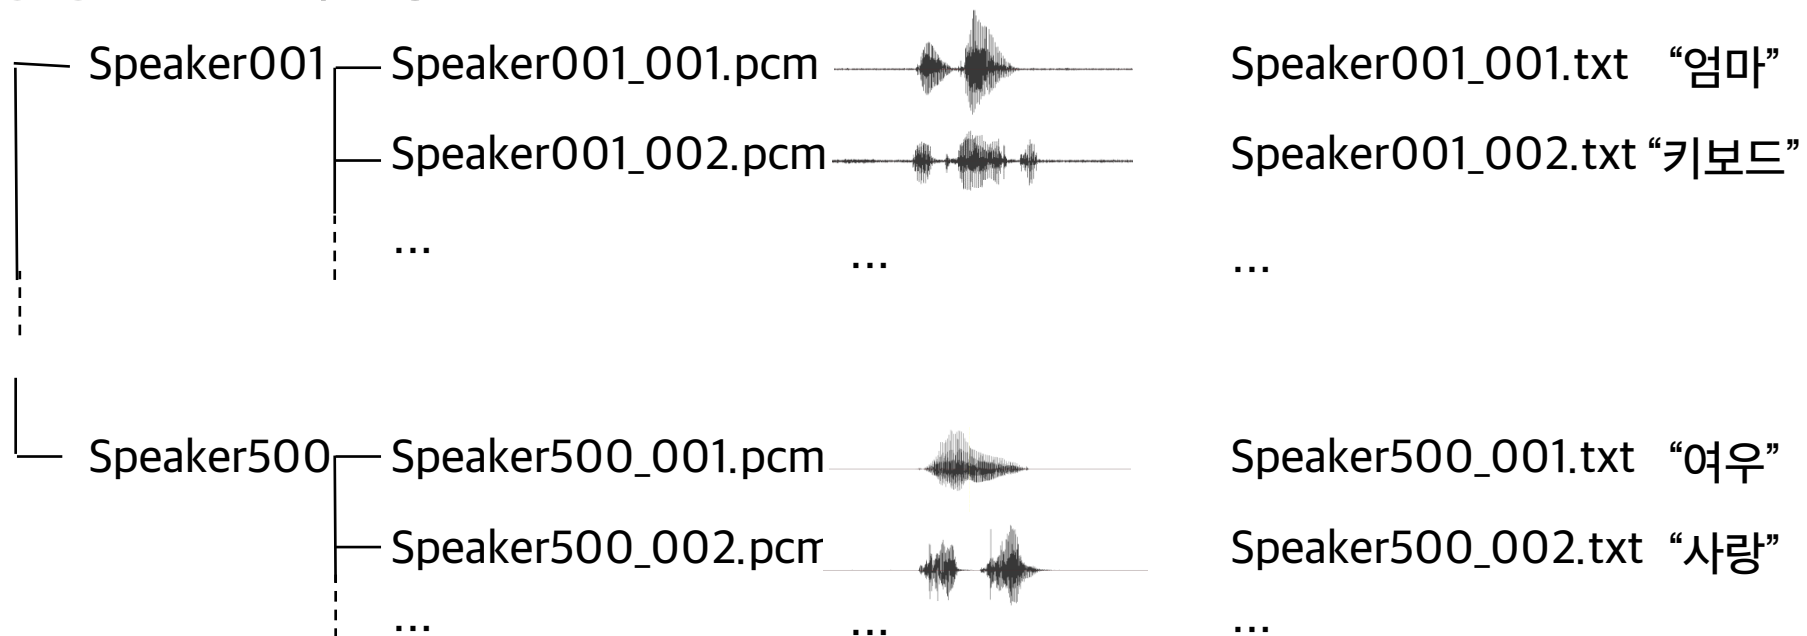 Speaker001 Speaker001_001.pcm Speaker001_001.txt “엄마”
Speaker001_002.pcm Speaker001_002.txt “키보드”
... ... ...
Speaker500 Speaker500_001.pcm Speaker500_001.txt “여우”
Speaker500_002.pcm Speaker500_002.txt “사랑”
... ... ...